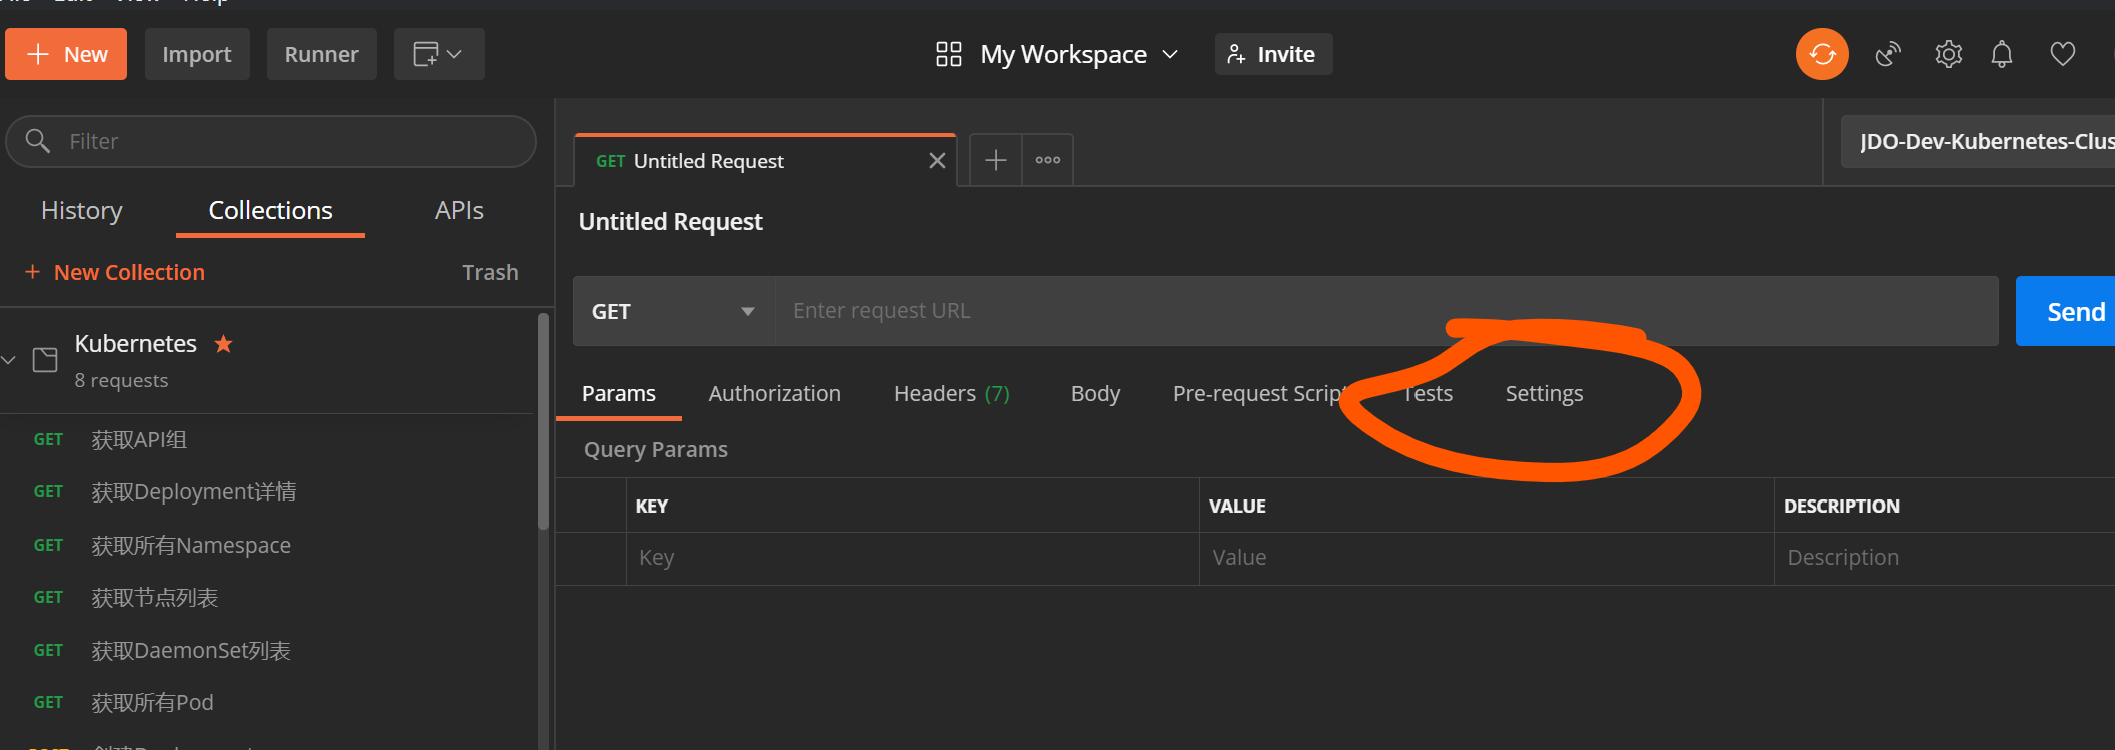 New Import Runner My Workspace Invite
Filter
JDO-Dev-Kubernetes-Clus
GET Untitled Request
History Collections APIs
Untitled Request
+ New Collection Trash
GET Enter request URL Send
Kubernetes
8 requests
Params Authorization Headers (7) Body Pre-request Script Tests Settings
GET 获取API组
Query Params
GET 获取Deployment详情
KEY VALUE DESCRIPTION
GET 获取所有Namespace
Key Value Description
GET 获取节点列表
GET 获取DaemonSet列表
GET 获取所有Pod